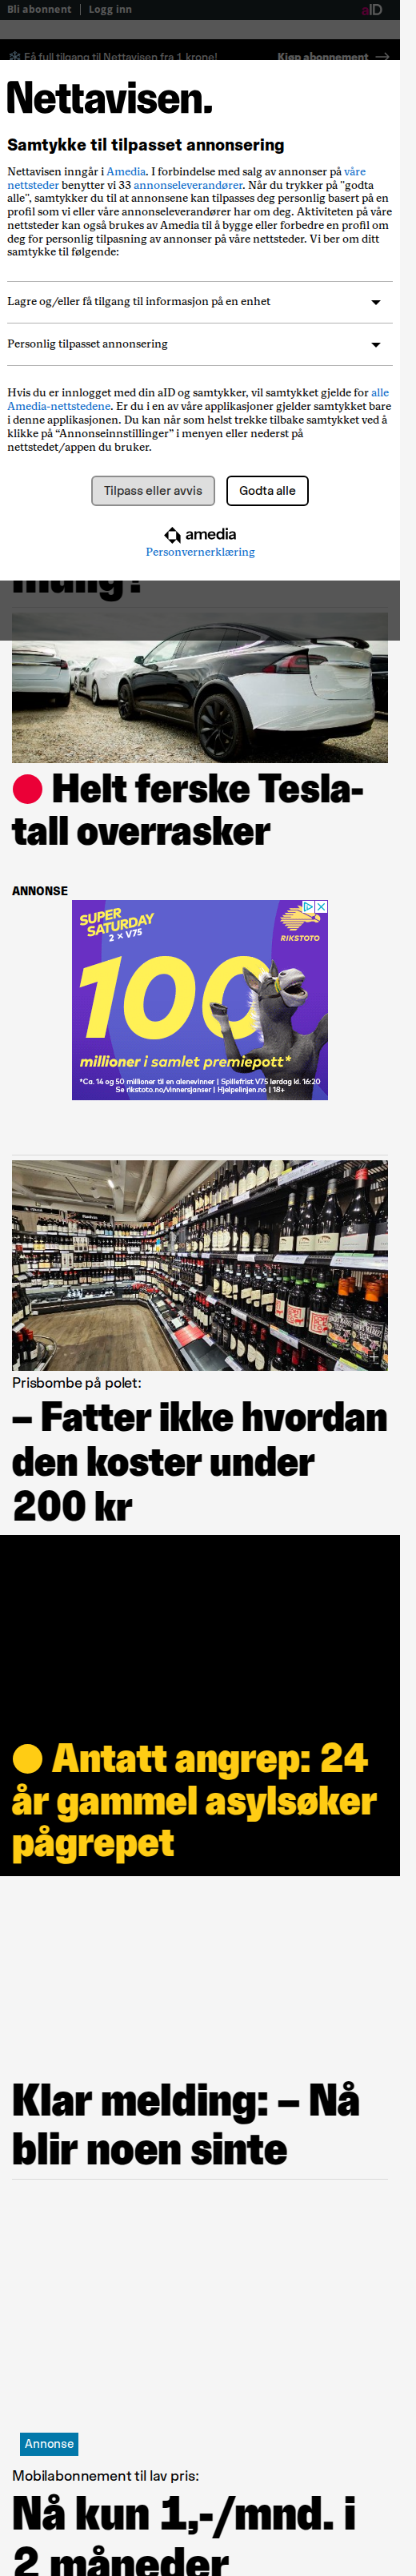 Bli abonnent | Logg inn
aID
Få full tilgang til Nettavisen fra 1 krone!
Kjøp abonnement
Nettavisen.
Samtykke til tilpasset annonsering
Nettavisen inngår i Amedia. I forbindelse med salg av annonser på våre
nettsteder benytter vi 33 annonseleverandører. Når du trykker på "godta
alle", samtykker du til at annonsene kan tilpasses deg personlig basert på en
profil som vi eller våre annonseleverandører har om deg. Aktiviteten på våre
nettsteder kan også brukes av Amedia til å bygge eller forbedre en profil om
deg for personlig tilpasning av annonser på våre nettsteder. Vi ber om ditt
samtykke til følgende:
Lagre og/eller få tilgang til informasjon på en enhet
Personlig tilpasset annonsering
Hvis du er innlogget med din aID og samtykker, vil samtykket gjelde for alle
Amedia-nettstedene. Er du i en av våre applikasjoner gjelder samtykket bare
i denne applikasjonen. Du kan når som helst trekke tilbake samtykket ved å
klikke på “Annonseinnstillinger” i menyen eller nederst på
nettstedet/appen du bruker.
Tilpass eller avvis
Godta alle
amedia
Personvernerklæring
mulig?
Helt ferske Tesla-
tall overrasker
ANNONSE
SUPER
SATURDAY
2 x V75
RIKSTOTO
100
millioner i samlet premiepott*
*Ca. 14 og 50 millioner til en alenevinner | Spillefrist V75 lørdag kl. 16:20
Se rikstoto.no/vinnersjanser | Hjelpelinjen.no | 18+
Prisbombe på polet:
– Fatter ikke hvordan
den koster under
200 kr
Antatt angrep: 24
år gammel asylsøker
pågrepet
Klar melding: – Nå
blir noen sinte
Annonse
Mobilabonnement til lav pris:
Nå kun 1,-/mnd. i
2 måneder